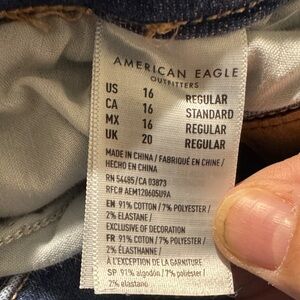 AMERICAN EAGLE
OUTFITTERS
US 16 REGULAR
CA 16 STANDARD
MX 16 REGULAR
UK 20 REGULAR
MADE IN CHINA / FABRIQUÉ EN CHINE /
HECHO EN CHINA
RN 54485/CA 03873
RFC# AEM120605U9A
EN 91% COTTON / 7% POLYESTER /
2% ELASTANE /
EXCLUSIVE OF DECORATION
FR 91% COTON / 7% POLYESTER /
2% ÉLASTHANNE /
À L'EXCEPTION DE LA GARNITURE
SP 91% algodón / 7% poliéster /
2% elastano